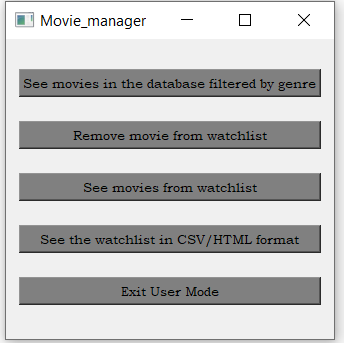 Movie_manager
See movies in the database filtered by genre
Remove movie from watchlist
See movies from watchlist
See the watchlist in CSV/HTML format
Exit User Mode